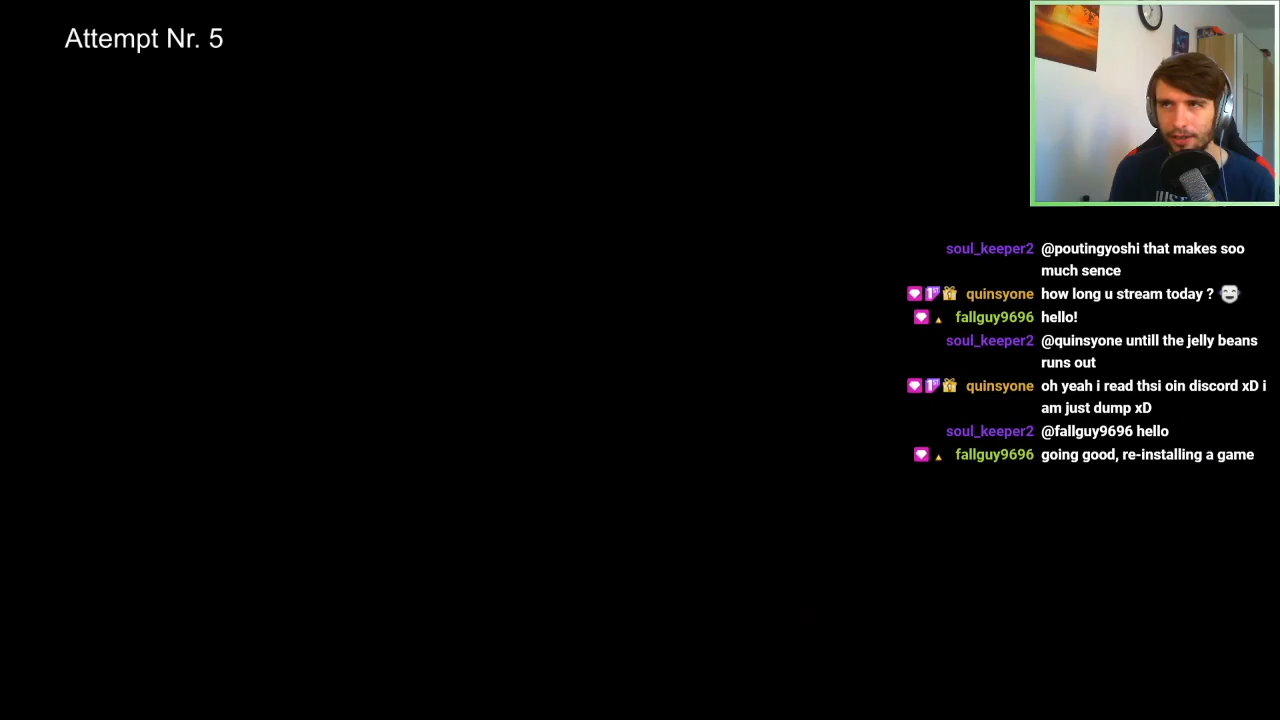 Attempt Nr. 5
soul_keeper2 @poutingyoshi that makes soo
much sence
quinsyone how long u stream today ?
fallguy9696 hello!
soul_keeper2 @quinsyone untill the jelly beans
runs out
quinsyone oh yeah i read thsi oin discord xD i
am just dump xD
soul_keeper2 @fallguy9696 hello
fallguy9696 going good, re-installing a game